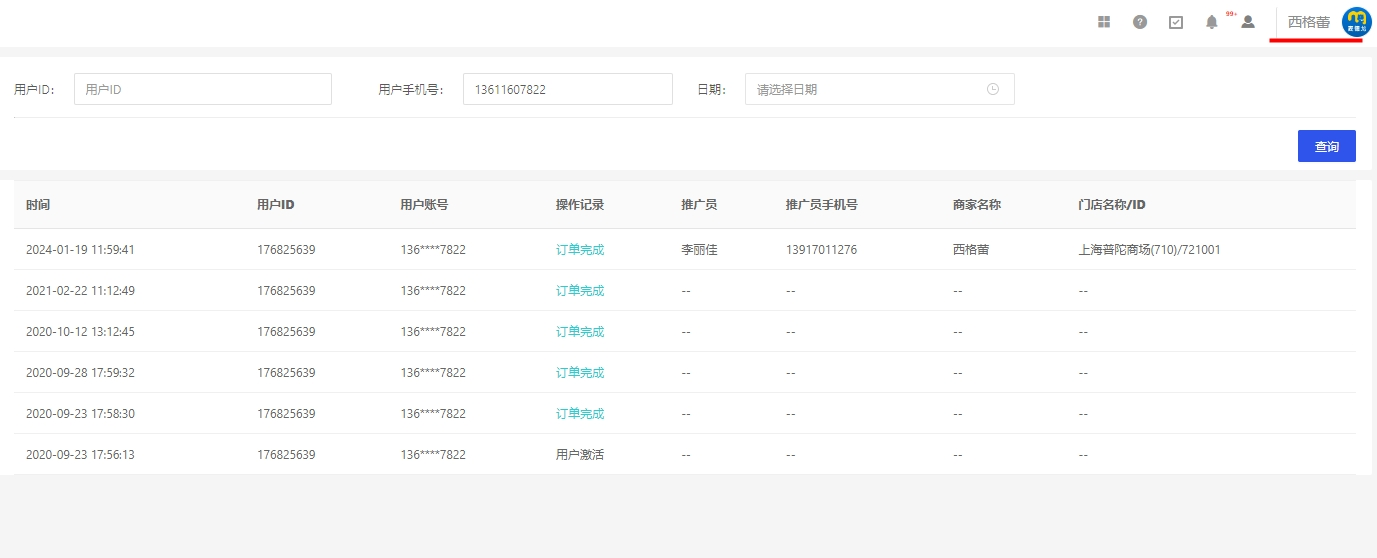 99+
西格蕾
麦德龙
用户ID： 用户ID 用户手机号： 13611607822 日期： 请选择日期
查询
时间 用户ID 用户账号 操作记录 推广员 推广员手机号 商家名称 门店名称/ID
2024-01-19 11:59:41 176825639 136****7822 订单完成 李丽佳 13917011276 西格蕾 上海普陀商场(710)/721001
2021-02-22 11:12:49 176825639 136****7822 订单完成 -- -- -- --
2020-10-12 13:12:45 176825639 136****7822 订单完成 -- -- -- --
2020-09-28 17:59:32 176825639 136****7822 订单完成 -- -- -- --
2020-09-23 17:58:30 176825639 136****7822 订单完成 -- -- -- --
2020-09-23 17:56:13 176825639 136****7822 用户激活 -- -- -- --